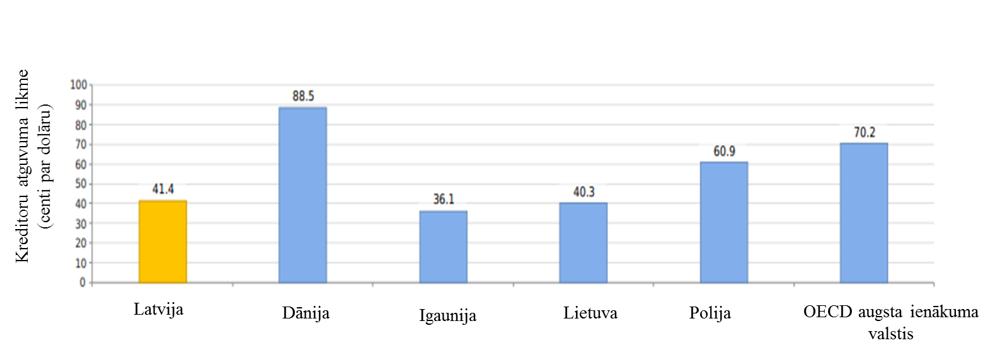 Kreditoru atguvuma likme
(centi par dolāru)
100
90
80
70
60
50
40
30
20
10
0
41.4
88.5
36.1
40.3
60.9
70.2
Latvija
Dānija
Igaunija
Lietuva
Polija
OECD augsta ienākuma
valstis